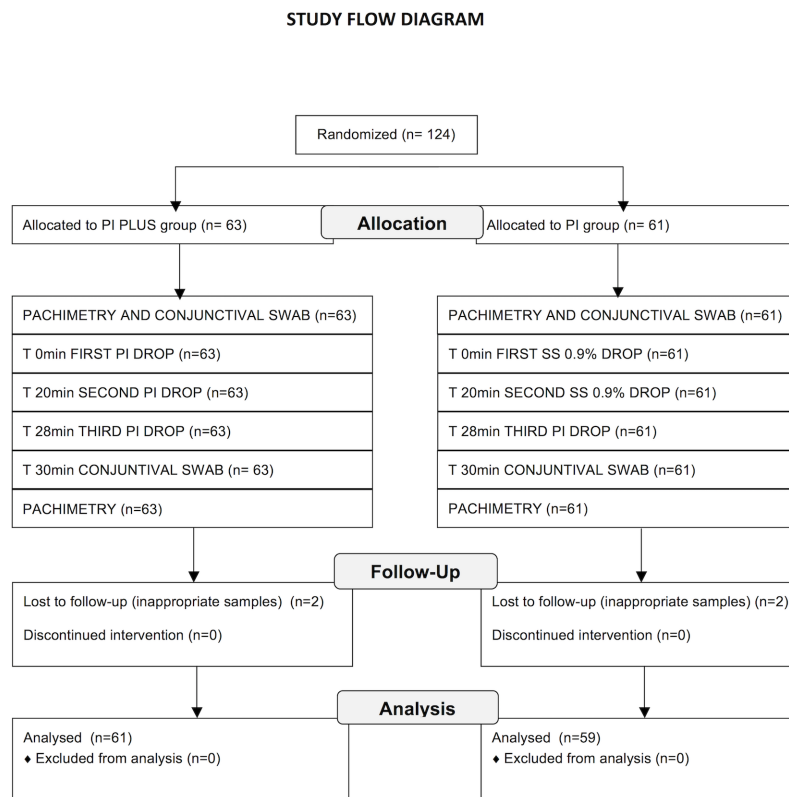 STUDY FLOW DIAGRAM
Randomized (n= 124)
Allocation
Allocated to PI PLUS group (n= 63)
Allocated to PI group (n= 61)
PACHIMETRY AND CONJUNCTIVAL SWAB (n=63)
T 0min FIRST PI DROP (n=63)
T 20min SECOND PI DROP (n=63)
T 28min THIRD PI DROP (n=63)
T 30min CONJUNTIVAL SWAB (n= 63)
PACHIMETRY (n=63)
PACHIMETRY AND CONJUNCTIVAL SWAB (n=61)
T 0min FIRST SS 0.9% DROP (n=61)
T 20min SECOND SS 0.9% DROP (n=61)
T 28min THIRD PI DROP (n=61)
T 30min CONJUNTIVAL SWAB (n=61)
PACHIMETRY (n=61)
Follow-Up
Lost to follow-up (inappropriate samples) (n=2)
Discontinued intervention (n=0)
Lost to follow-up (inappropriate samples) (n=2)
Discontinued intervention (n=0)
Analysis
Analysed (n=61)
♦ Excluded from analysis (n=0)
Analysed (n=59)
♦ Excluded from analysis (n=0)